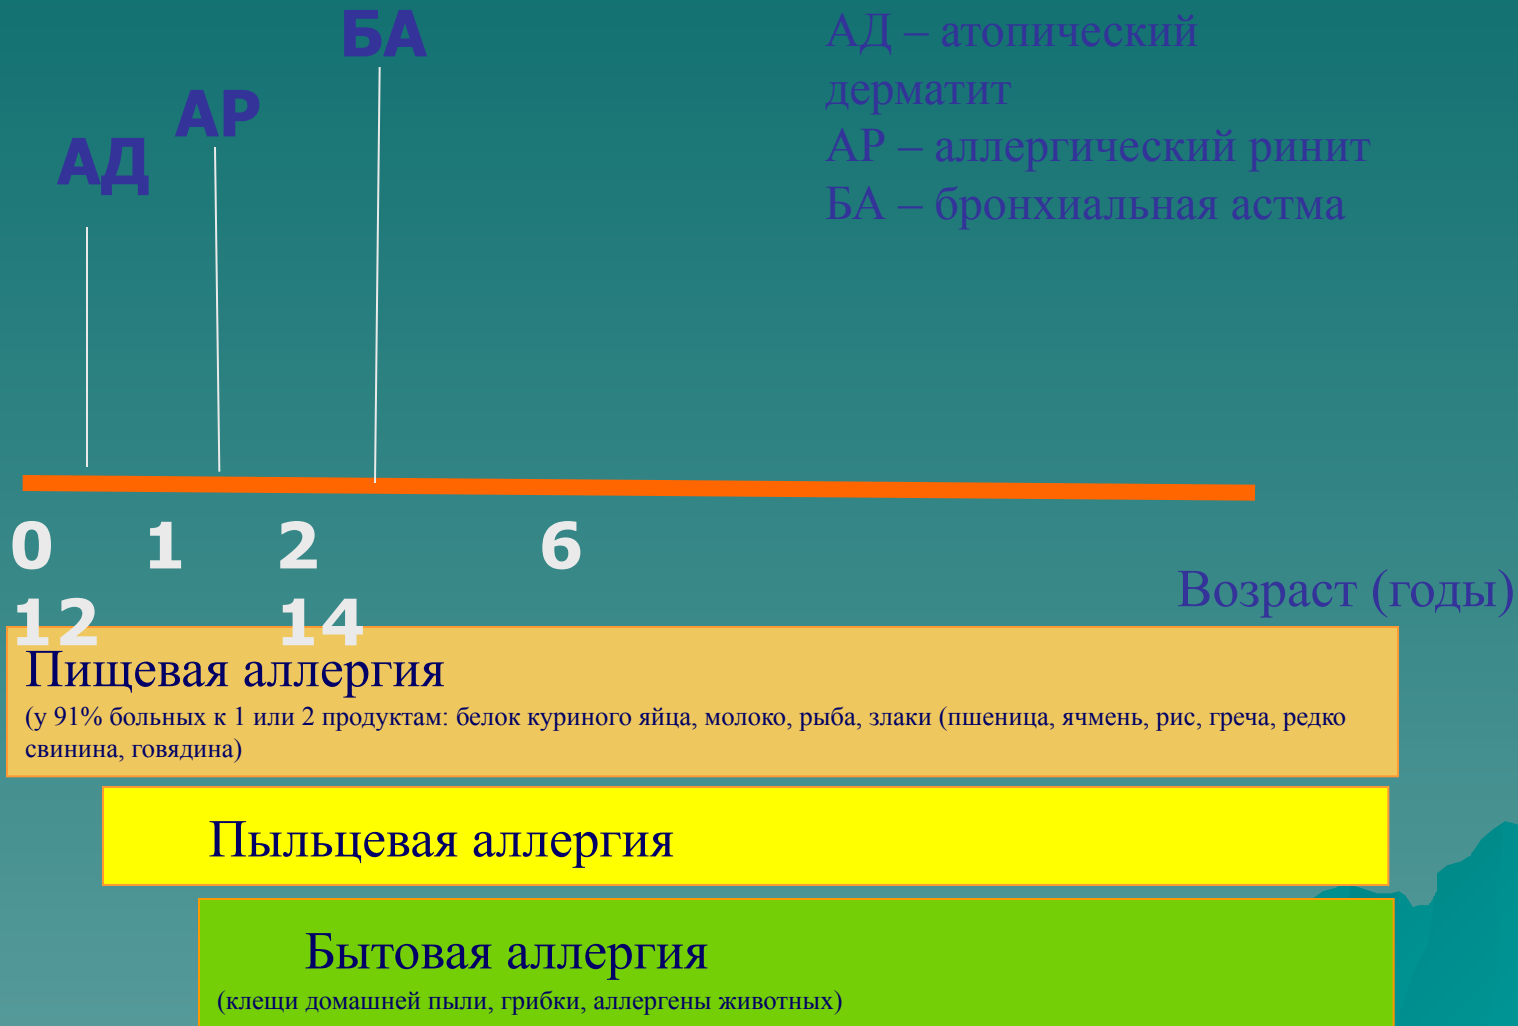 БА
АР
АД
АД – атопический
дерматит
АР – аллергический ринит
БА – бронхиальная астма
0 1 2 6
12 14
Возраст (годы)
Пищевая аллергия
(у 91% больных к 1 или 2 продуктам: белок куриного яйца, молоко, рыба, злаки (пшеница, ячмень, рис, греча, редко
свинина, говядина)
Пыльцевая аллергия
Бытовая аллергия
(клещи домашней пыли, грибки, аллергены животных)